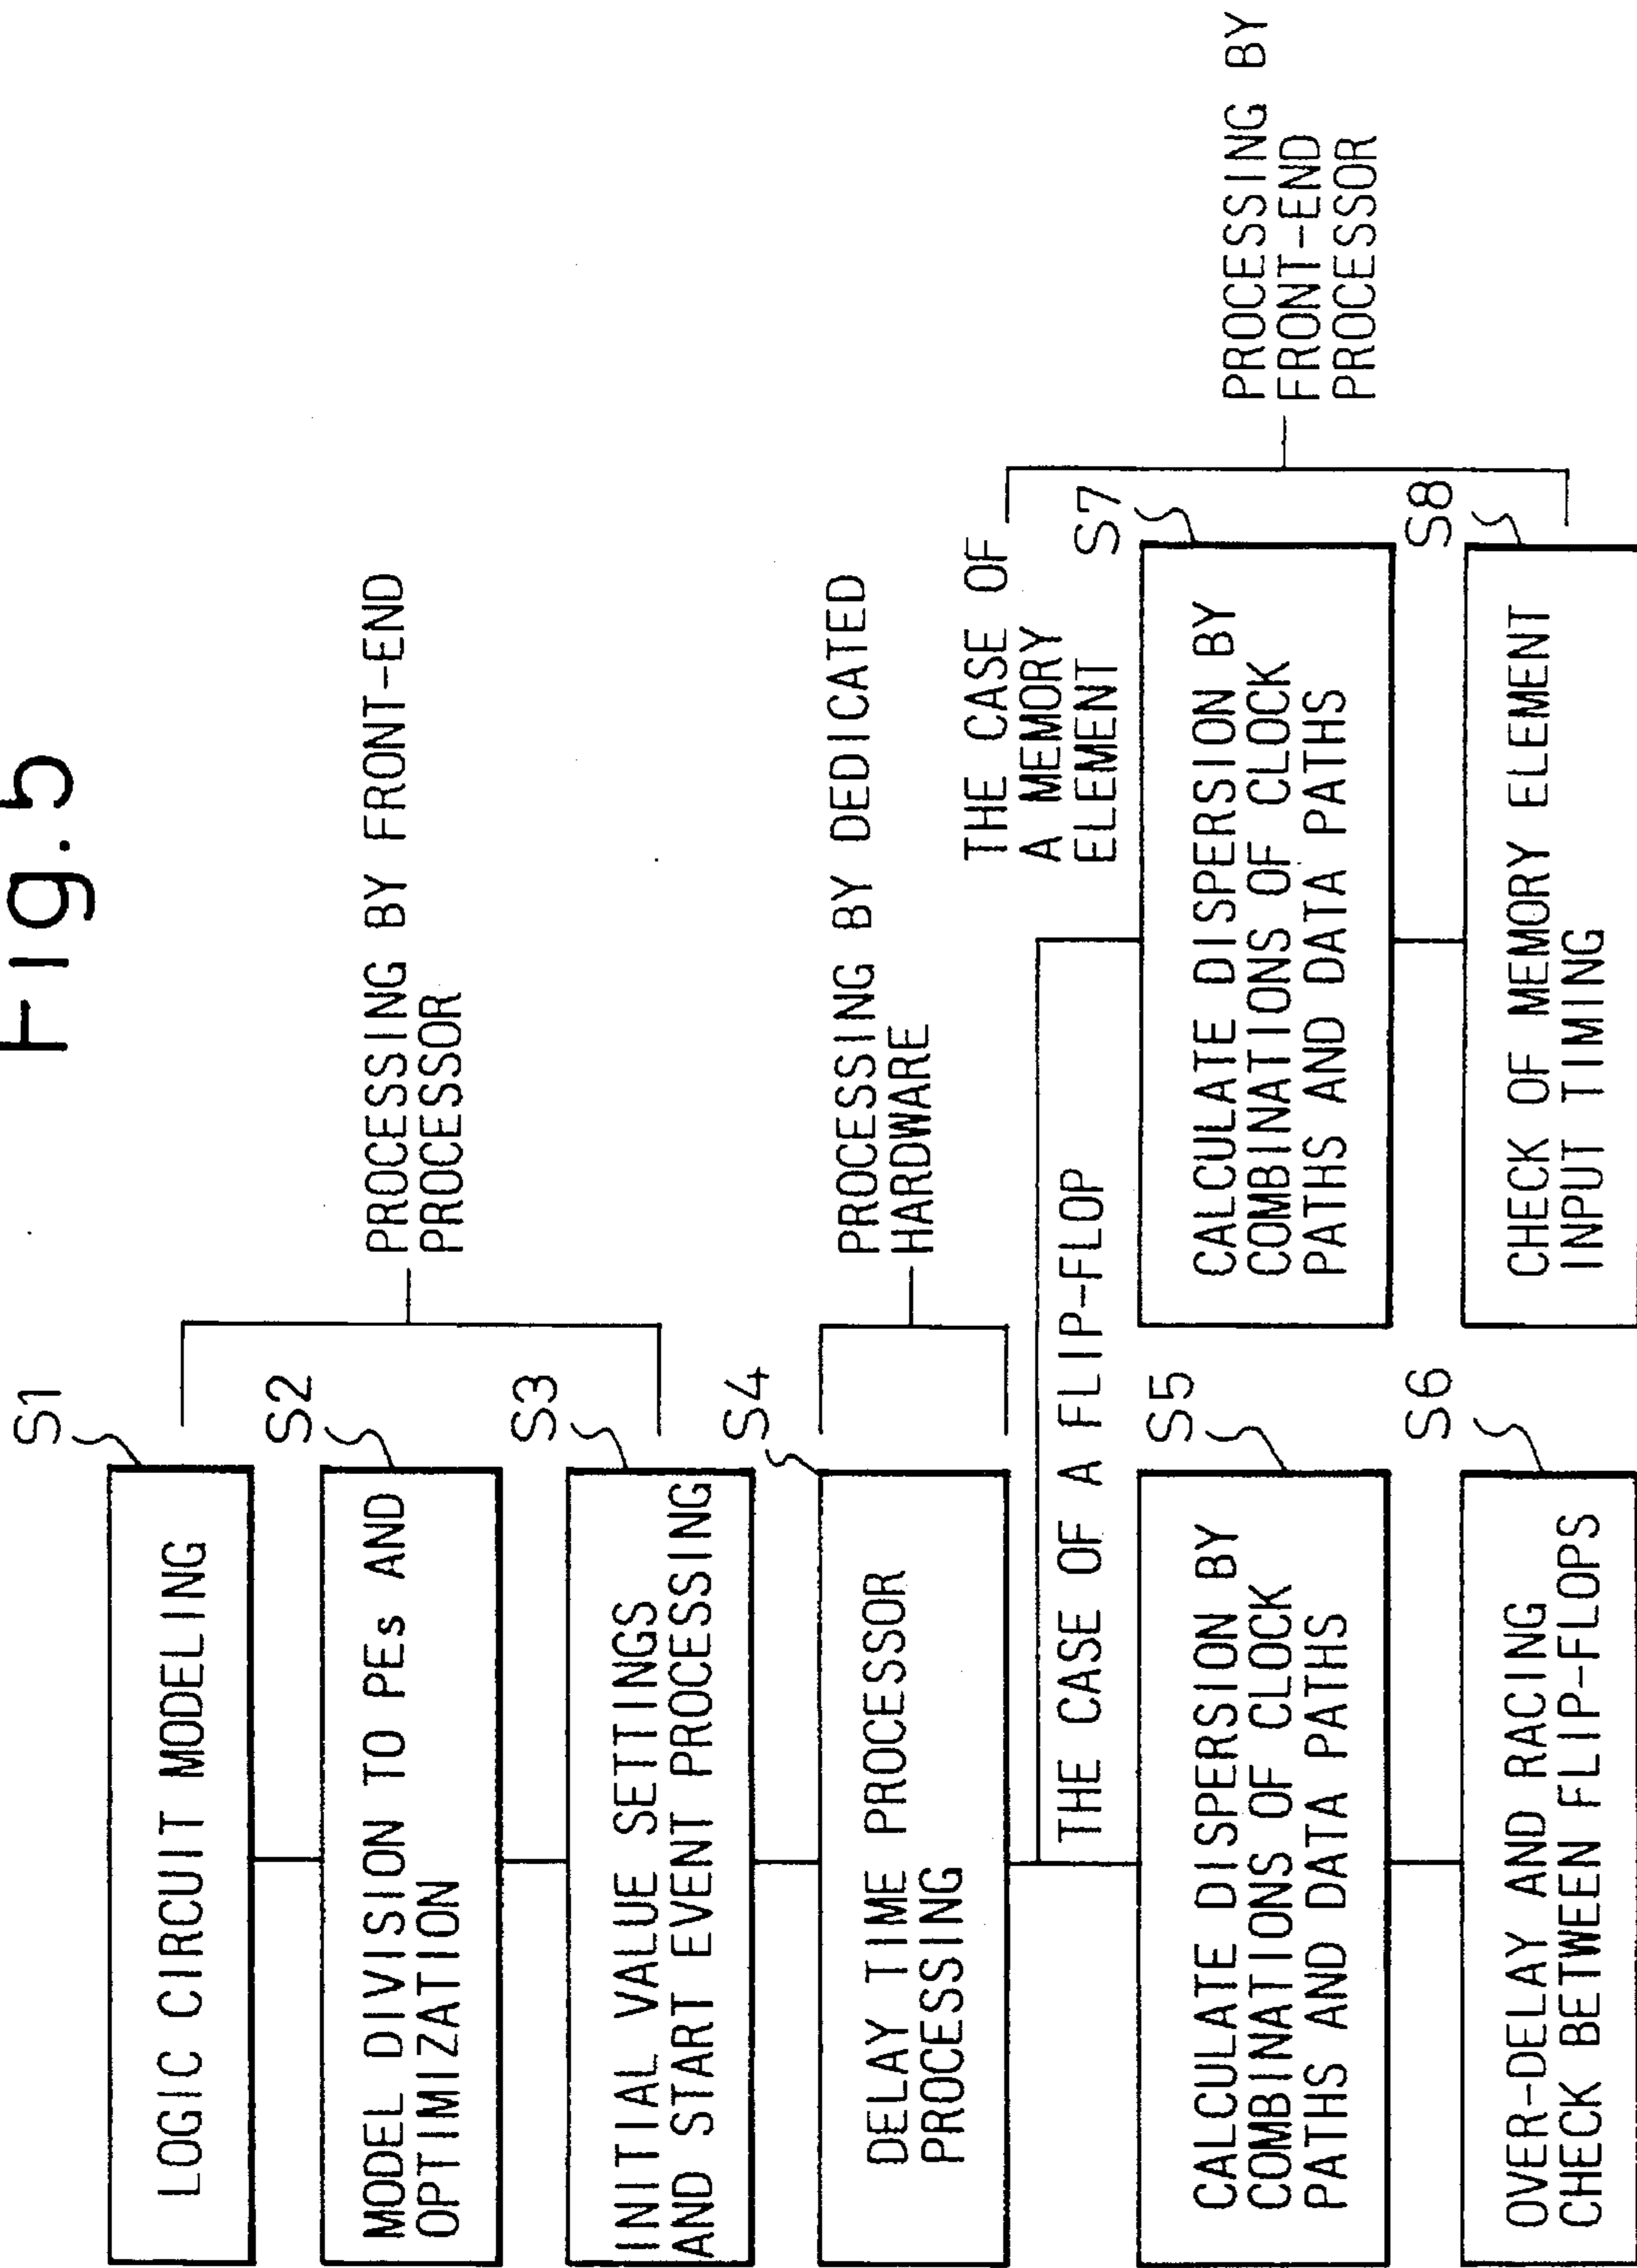 Fig.5
S1
LOGIC CIRCUIT MODELING
S2
MODEL DIVISION TO PEs AND
OPTIMIZATION
S3
INITIAL VALUE SETTINGS
AND START EVENT PROCESSING
PROCESSING BY FRONT-END
PROCESSOR
S4
DELAY TIME PROCESSOR
PROCESSING
PROCESSING BY DEDICATED
HARDWARE
THE CASE OF A FLIP-FLOP
THE CASE OF
A MEMORY
ELEMENT
S5
CALCULATE DISPERSION BY
COMBINATIONS OF CLOCK
PATHS AND DATA PATHS
S7
CALCULATE DISPERSION BY
COMBINATIONS OF CLOCK
PATHS AND DATA PATHS
S6
OVER-DELAY AND RACING
CHECK BETWEEN FLIP-FLOPS
S8
CHECK OF MEMORY ELEMENT
INPUT TIMING
PROCESSING BY
FRONT-END
PROCESSOR